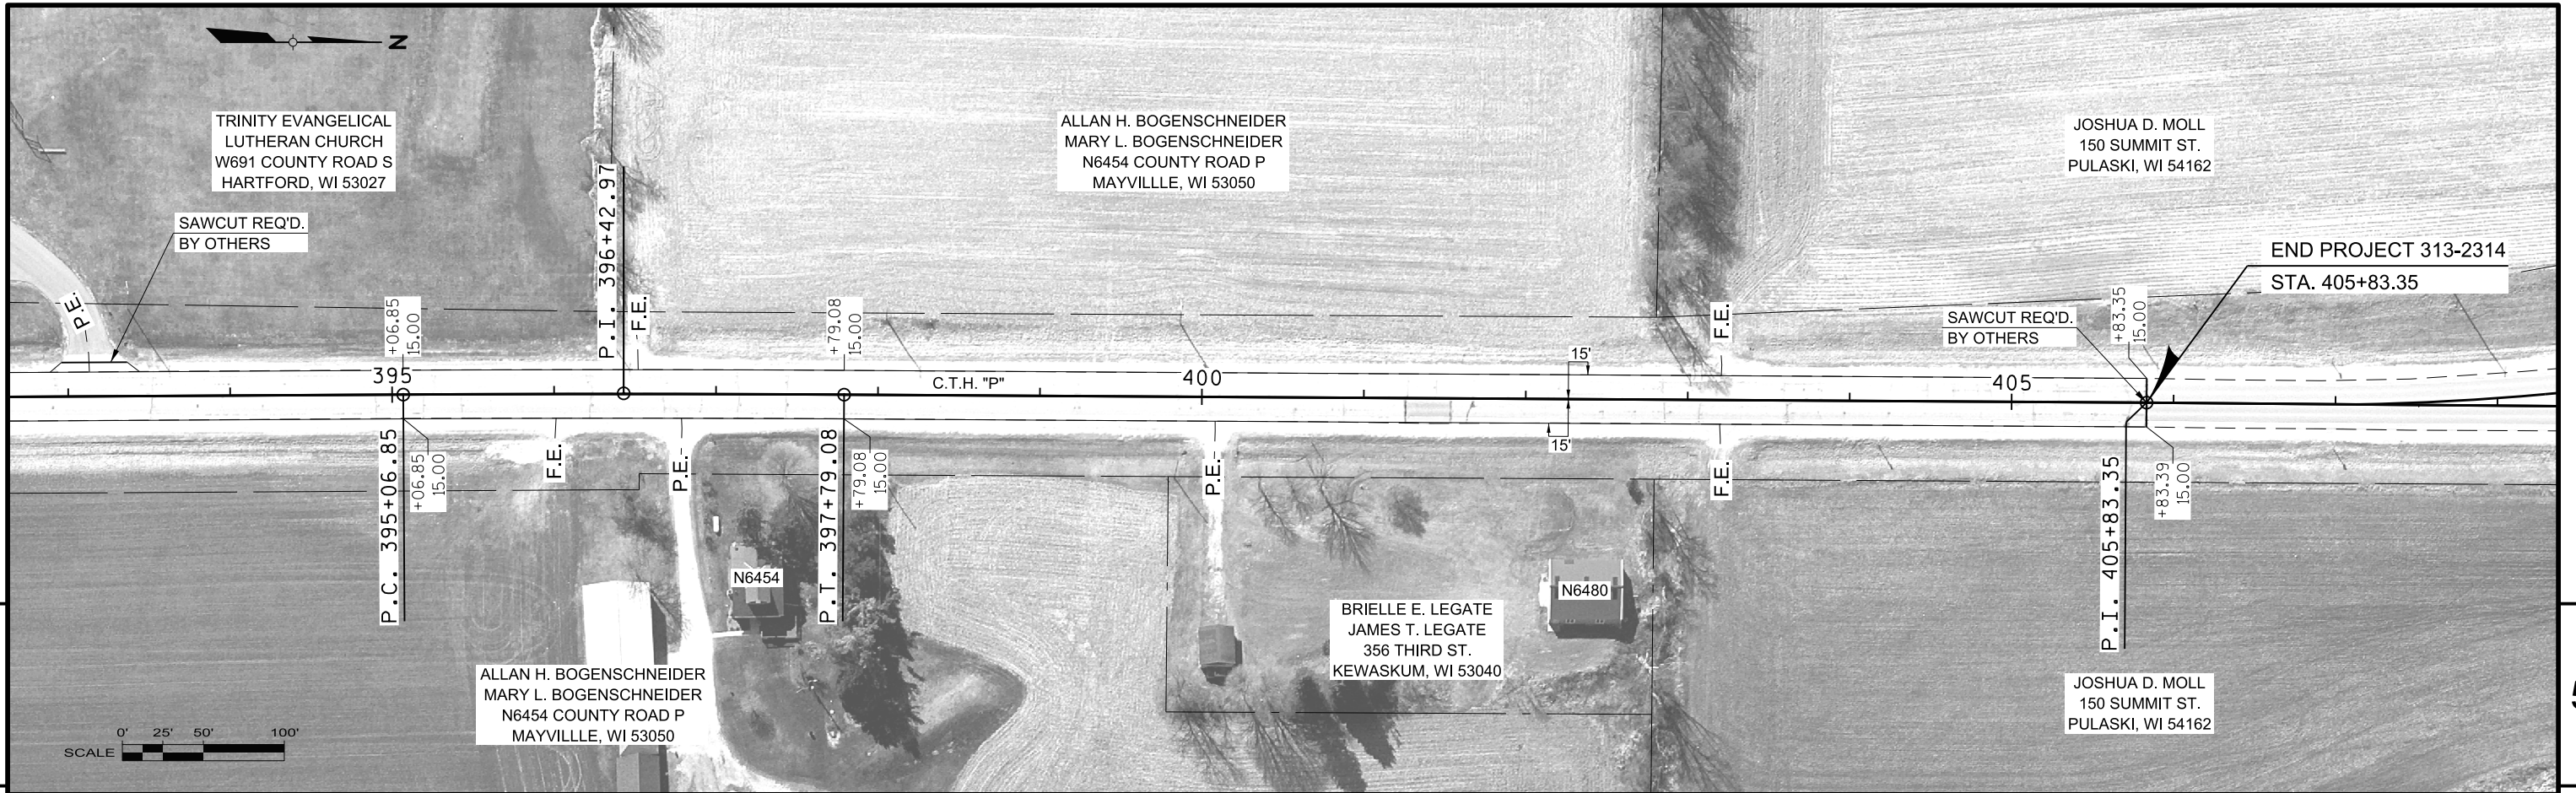 N
TRINITY EVANGELICAL
LUTHERAN CHURCH
W691 COUNTY ROAD S
HARTFORD, WI 53027
SAWCUT REQ'D.
BY OTHERS
P.E.
+06.85
15.00
P.I. 396+42.97
F.E.
ALLAN H. BOGENSCHNEIDER
MARY L. BOGENSCHNEIDER
N6454 COUNTY ROAD P
MAYVILLLE, WI 53050
+79.08
15.00
JOSHUA D. MOLL
150 SUMMIT ST.
PULASKI, WI 54162
END PROJECT 313-2314
STA. 405+83.35
SAWCUT REQ'D.
BY OTHERS
F.E.
+83.35
15.00
395
C.T.H. "P"
400
15'
405
15'
P.C. 395+06.85
+06.85
15.00
F.E.
P.E.
P.T. 397+79.08
+79.08
15.00
P.E.
F.E.
P.I. 405+83.35
+83.39
15.00
N6454
N6480
ALLAN H. BOGENSCHNEIDER
MARY L. BOGENSCHNEIDER
N6454 COUNTY ROAD P
MAYVILLLE, WI 53050
BRIELLE E. LEGATE
JAMES T. LEGATE
356 THIRD ST.
KEWASKUM, WI 53040
JOSHUA D. MOLL
150 SUMMIT ST.
PULASKI, WI 54162
SCALE 0' 25' 50' 100'